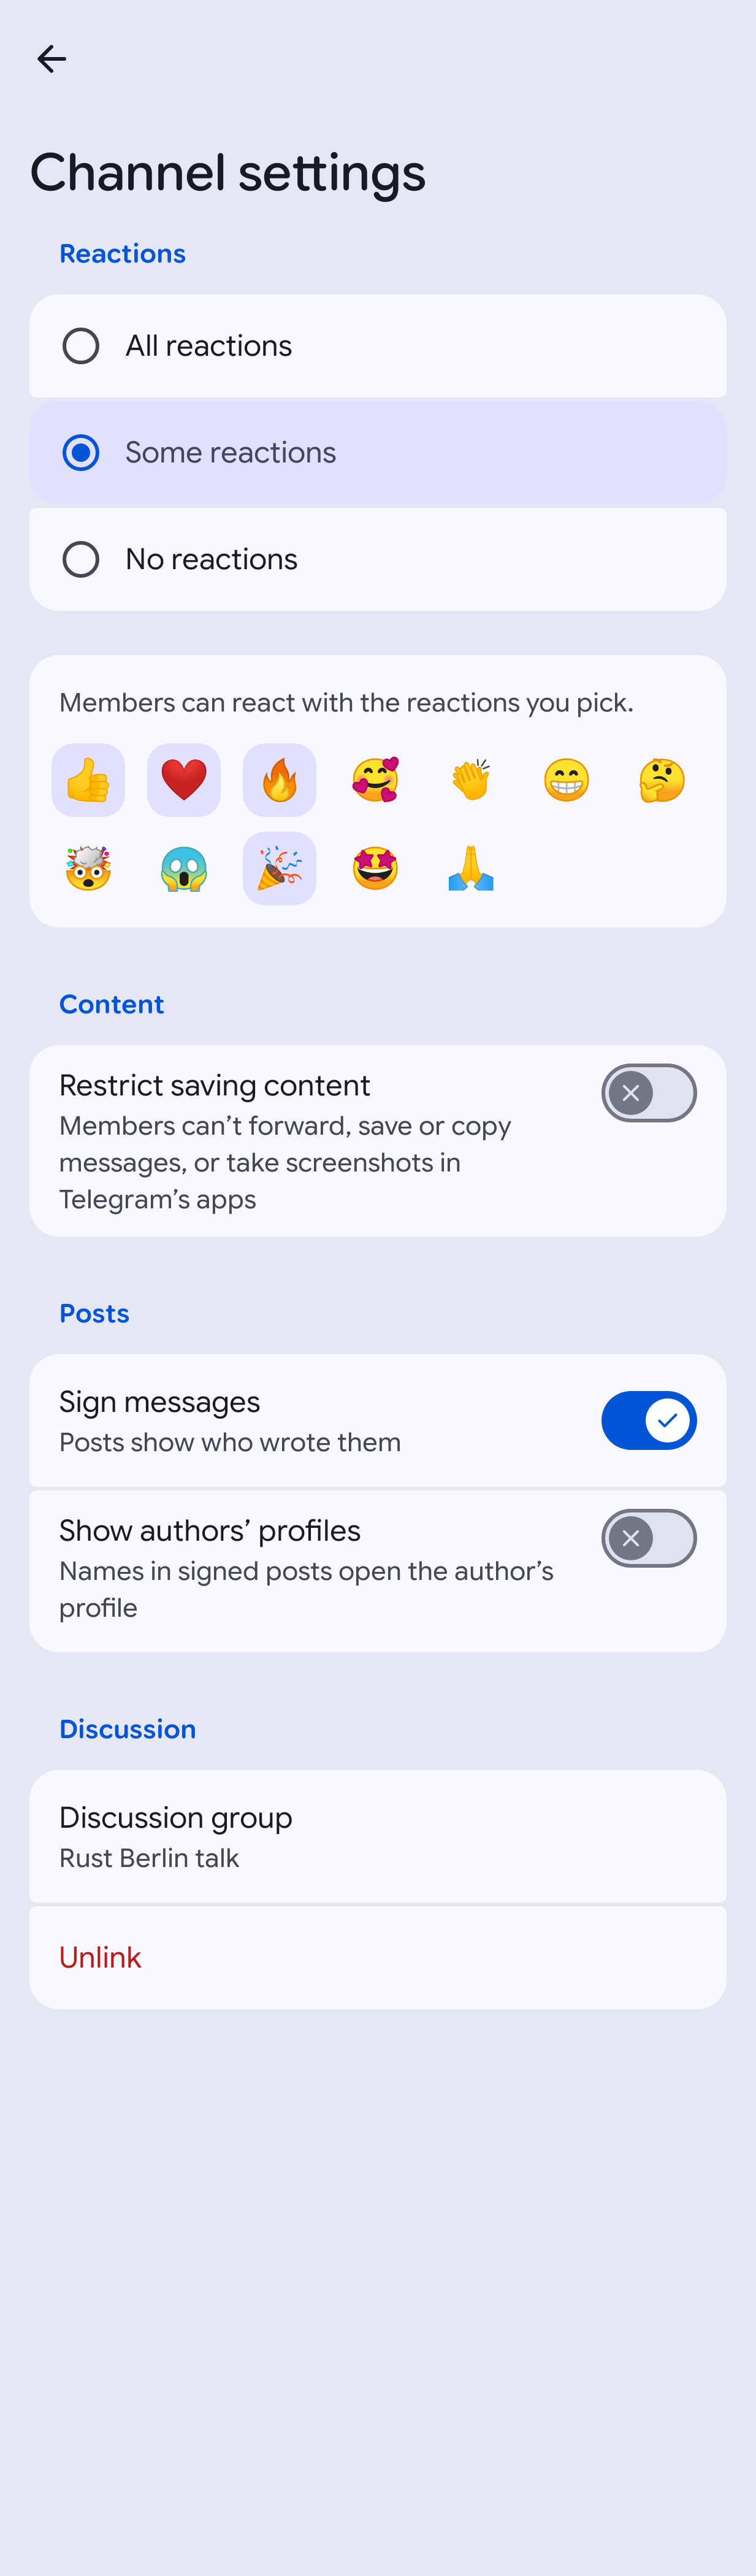 Channel settings
Reactions
All reactions
Some reactions
No reactions
Members can react with the reactions you pick.
Content
Restrict saving content
Members can’t forward, save or copy
messages, or take screenshots in
Telegram’s apps
Posts
Sign messages
Posts show who wrote them
Show authors’ profiles
Names in signed posts open the author’s
profile
Discussion
Discussion group
Rust Berlin talk
Unlink